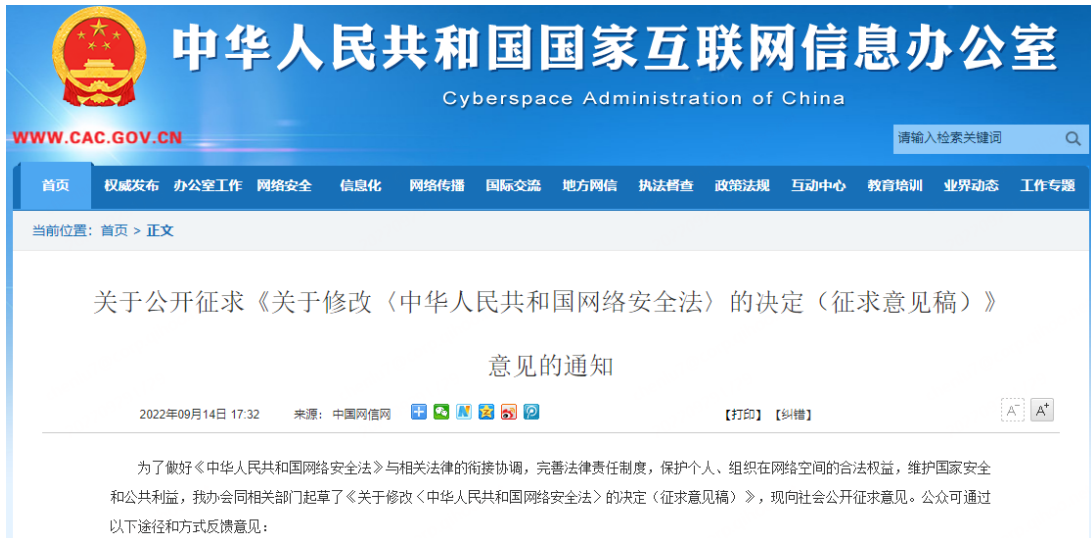 中华人民共和国国家互联网信息办公室
Cyberspace Administration of China
WWW.CAC.GOV.CN
请输入检索关键词
首页 权威发布 办公室工作 网络安全 信息化 网络传播 国际交流 地方网信 执法督查 政策法规 互动中心 教育培训 业界动态 工作专题
当前位置：首页 > 正文
关于公开征求《关于修改〈中华人民共和国网络安全法〉的决定（征求意见稿）》
意见的通知
2022年09月14日 17:32 来源：中国网信网 【打印】【纠错】 A- A+
为了做好《中华人民共和国网络安全法》与相关法律的衔接协调，完善法律责任制度，保护个人、组织在网络空间的合法权益，维护国家安全
和公共利益，我办会同相关部门起草了《关于修改〈中华人民共和国网络安全法〉的决定（征求意见稿）》，现向社会公开征求意见。公众可通过
以下途径和方式反馈意见：